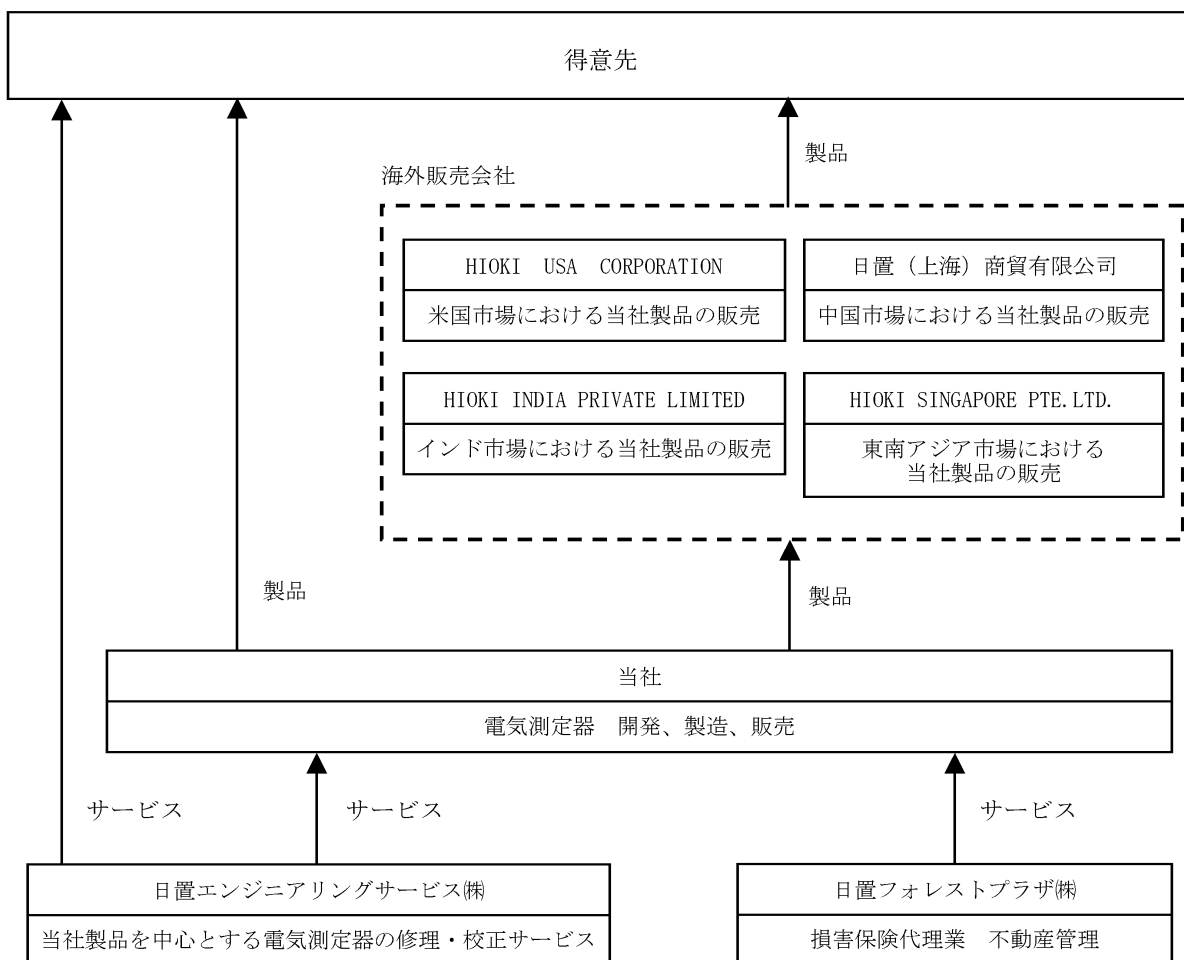 得意先
製品
海外販売会社
HIOKI USA CORPORATION
米国市場における当社製品の販売
日置（上海）商貿有限公司
中国市場における当社製品の販売
HIOKI INDIA PRIVATE LIMITED
インド市場における当社製品の販売
HIOKI SINGAPORE PTE.LTD.
東南アジア市場における
当社製品の販売
製品
製品
当社
電気測定器　開発、製造、販売
サービス
サービス
サービス
日置エンジニアリングサービス㈱
当社製品を中心とする電気測定器の修理・校正サービス
日置フォレストプラザ㈱
損害保険代理業　不動産管理